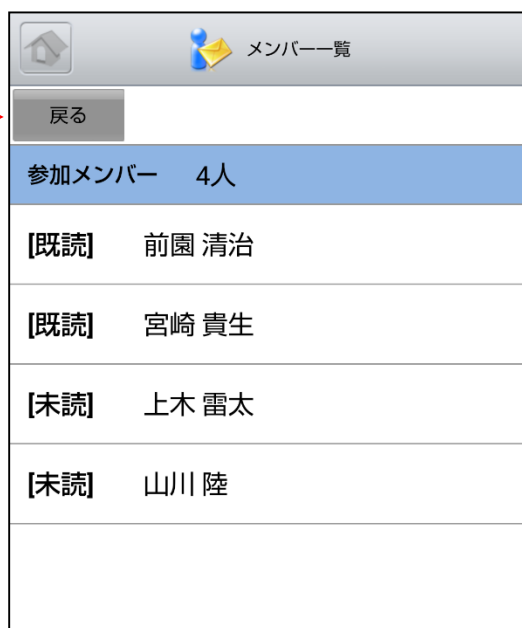 メンバー一覧
戻る
参加メンバー 4人
[既読] 前園 清治
[既読] 宮崎 貴生
[未読] 上木 雷太
[未読] 山川 陸